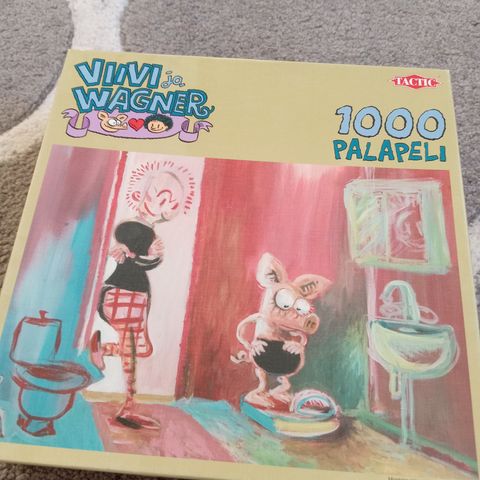 VIIVI ja
WAGNER
TACTIC
1000
PALAPELI